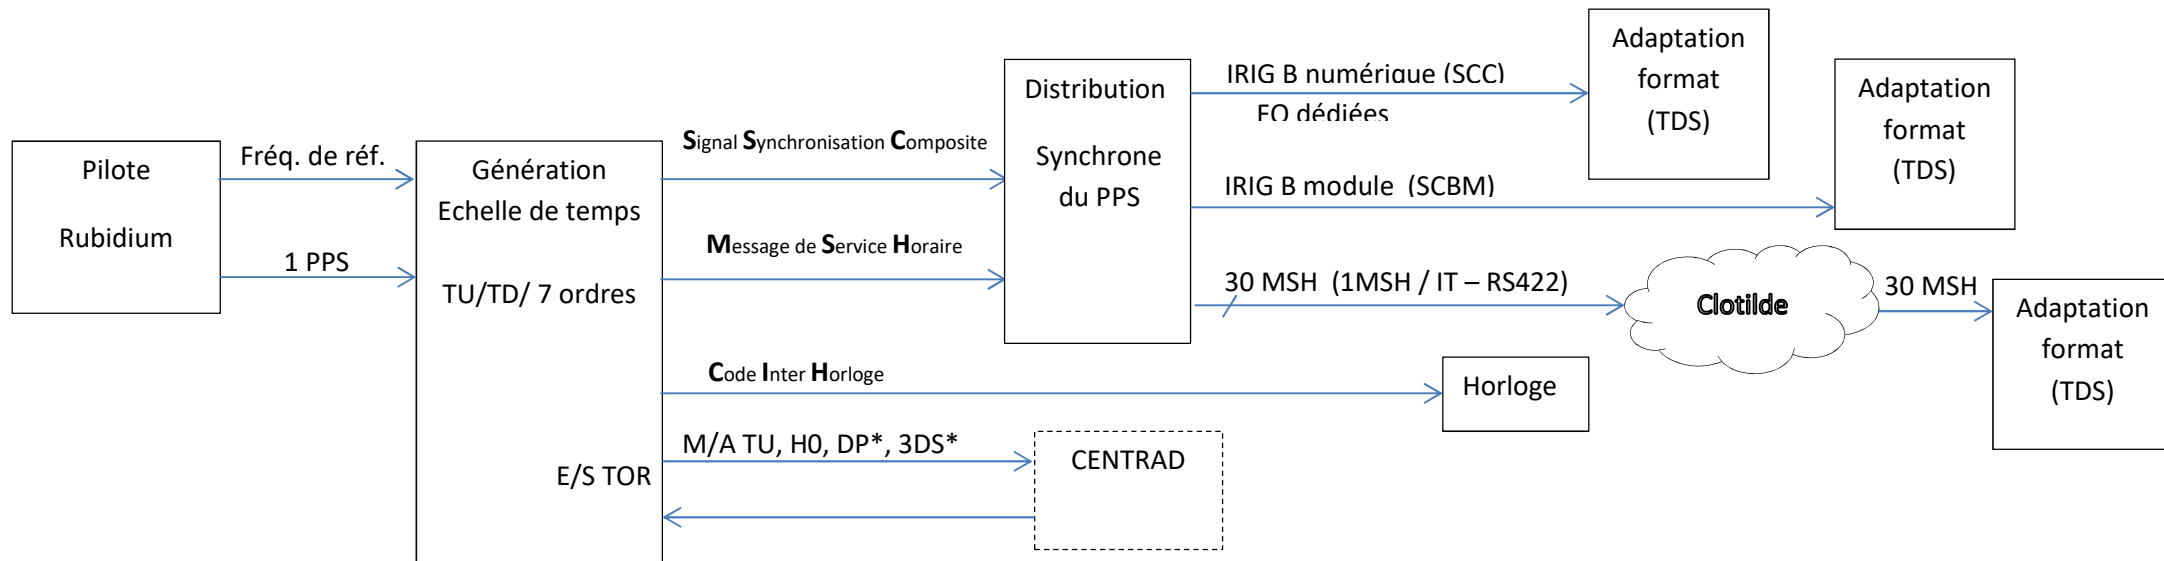 Pilote
Rubidium
Fréq. de réf.
1 PPS
Génération
Echelle de temps
TU/TD/ 7 ordres
E/S TOR
Signal Synchronisation Composite
Message de Service Horaire
Code Inter Horloge
M/A TU, H0, DP*, 3DS*
CENTRAD
Distribution
Synchrone
du PPS
IRIG B numérique (SCC)
FO dédiées
IRIG B module (SCBM)
30 MSH (1MSH / IT – RS422)
Horloge
Adaptation
format
(TDS)
Adaptation
format
(TDS)
Clotilde
30 MSH
Adaptation
format
(TDS)